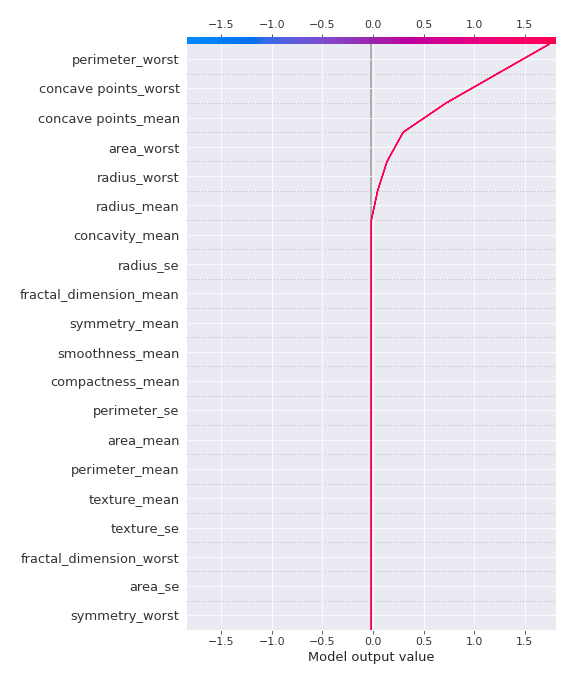 −1.5 −1.0 −0.5 0.0 0.5 1.0 1.5
perimeter_worst
concave points_worst
concave points_mean
area_worst
radius_worst
radius_mean
concavity_mean
radius_se
fractal_dimension_mean
symmetry_mean
smoothness_mean
compactness_mean
perimeter_se
area_mean
perimeter_mean
texture_mean
texture_se
fractal_dimension_worst
area_se
symmetry_worst
−1.5 −1.0 −0.5 0.0 0.5 1.0 1.5
Model output value